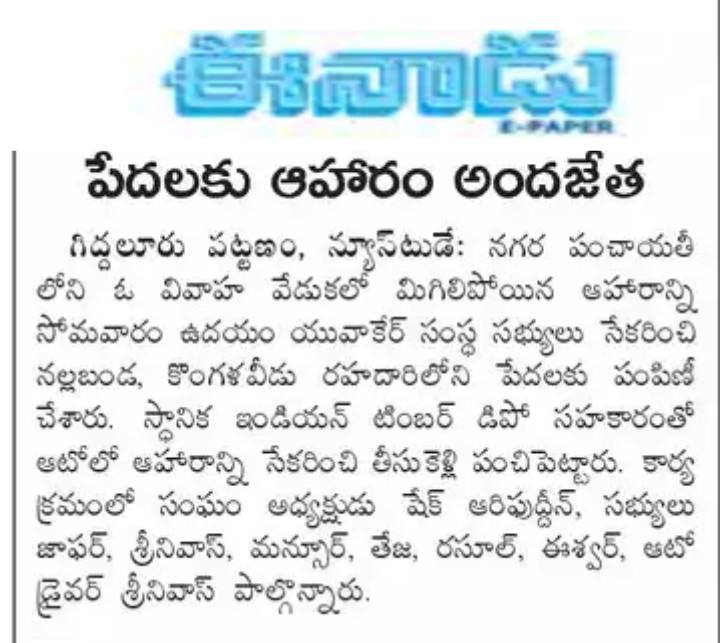 ఈనాడు
E-PAPER
పేదలకు ఆహారం అందజేత
గిద్దలూరు పట్టణం, న్యూస్‌టుడే: నగర పంచాయతీ
లోని ఓ వివాహ వేడుకలో మిగిలిపోయిన ఆహారాన్ని
సోమవారం ఉదయం యువాకేర్ సంస్థ సభ్యులు సేకరించి
నల్లబండ, కొంగళవీడు రహదారిలోని పేదలకు పంపిణీ
చేశారు. స్థానిక ఇండియన్ టింబర్ డిపో సహకారంతో
ఆటోలో ఆహారాన్ని సేకరించి తీసుకెళ్లి పంచిపెట్టారు. కార్య
క్రమంలో సంఘం అధ్యక్షుడు షేక్ ఆరిఫుద్దీన్, సభ్యులు
జాఫర్, శ్రీనివాస్, మన్సూర్, తేజ, రసూల్, ఈశ్వర్, ఆటో
డ్రైవర్ శ్రీనివాస్ పాల్గొన్నారు.